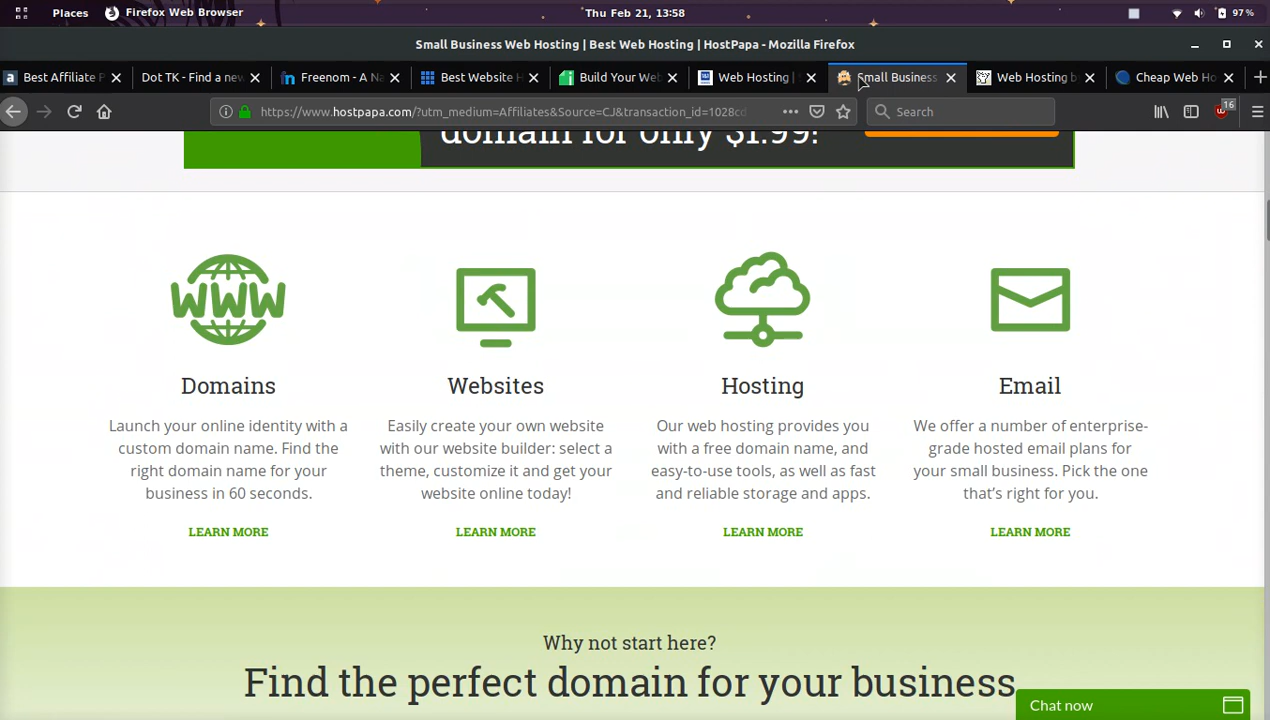 Places Firefox Web Browser Thu Feb 21, 13:58 97 %
Small Business Web Hosting | Best Web Hosting | HostPapa - Mozilla Firefox
Best Affiliate P Dot TK - Find a new Freenom - A Na Best Website H Build Your Web Web Hosting | Small Business Web Hosting b Cheap Web Ho
https://www.hostpapa.com/?utm_medium=Affiliates&Source=CJ&transaction_id=1028cd Search 16
domain for only $1.99!
WWW
Domains Websites Hosting Email
Launch your online identity with a
custom domain name. Find the
right domain name for your
business in 60 seconds.
LEARN MORE
Easily create your own website
with our website builder: select a
theme, customize it and get your
website online today!
LEARN MORE
Our web hosting provides you
with a free domain name, and
easy-to-use tools, as well as fast
and reliable storage and apps.
LEARN MORE
We offer a number of enterprise-
grade hosted email plans for
your small business. Pick the one
that's right for you.
LEARN MORE
Why not start here?
Find the perfect domain for your business
Chat now